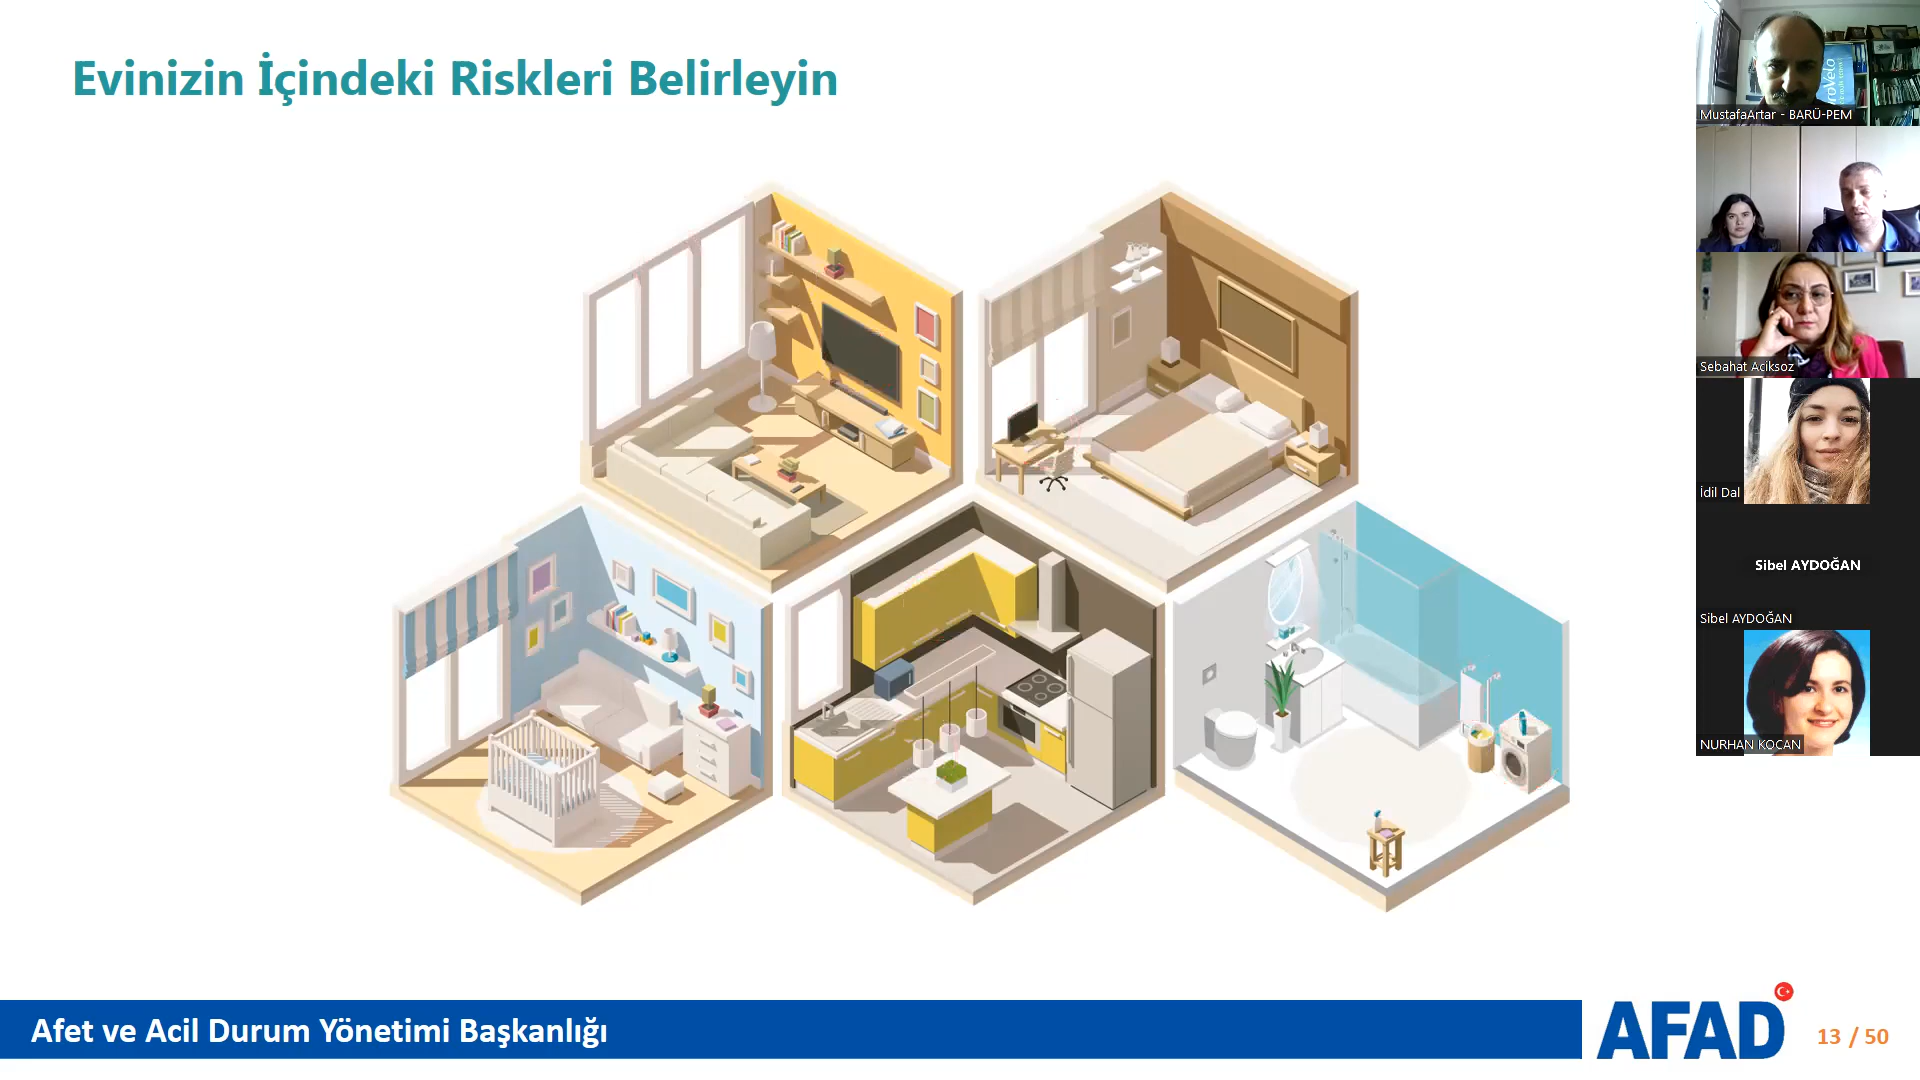 Evinizin İçindeki Riskleri Belirleyin
MustafaArtar - BARÜ-PEM
Sebahat Aciksoz
İdil Dal
Sibel AYDOĞAN
Sibel AYDOĞAN
NURHAN KOCAN
Afet ve Acil Durum Yönetimi Başkanlığı
AFAD
13 / 50